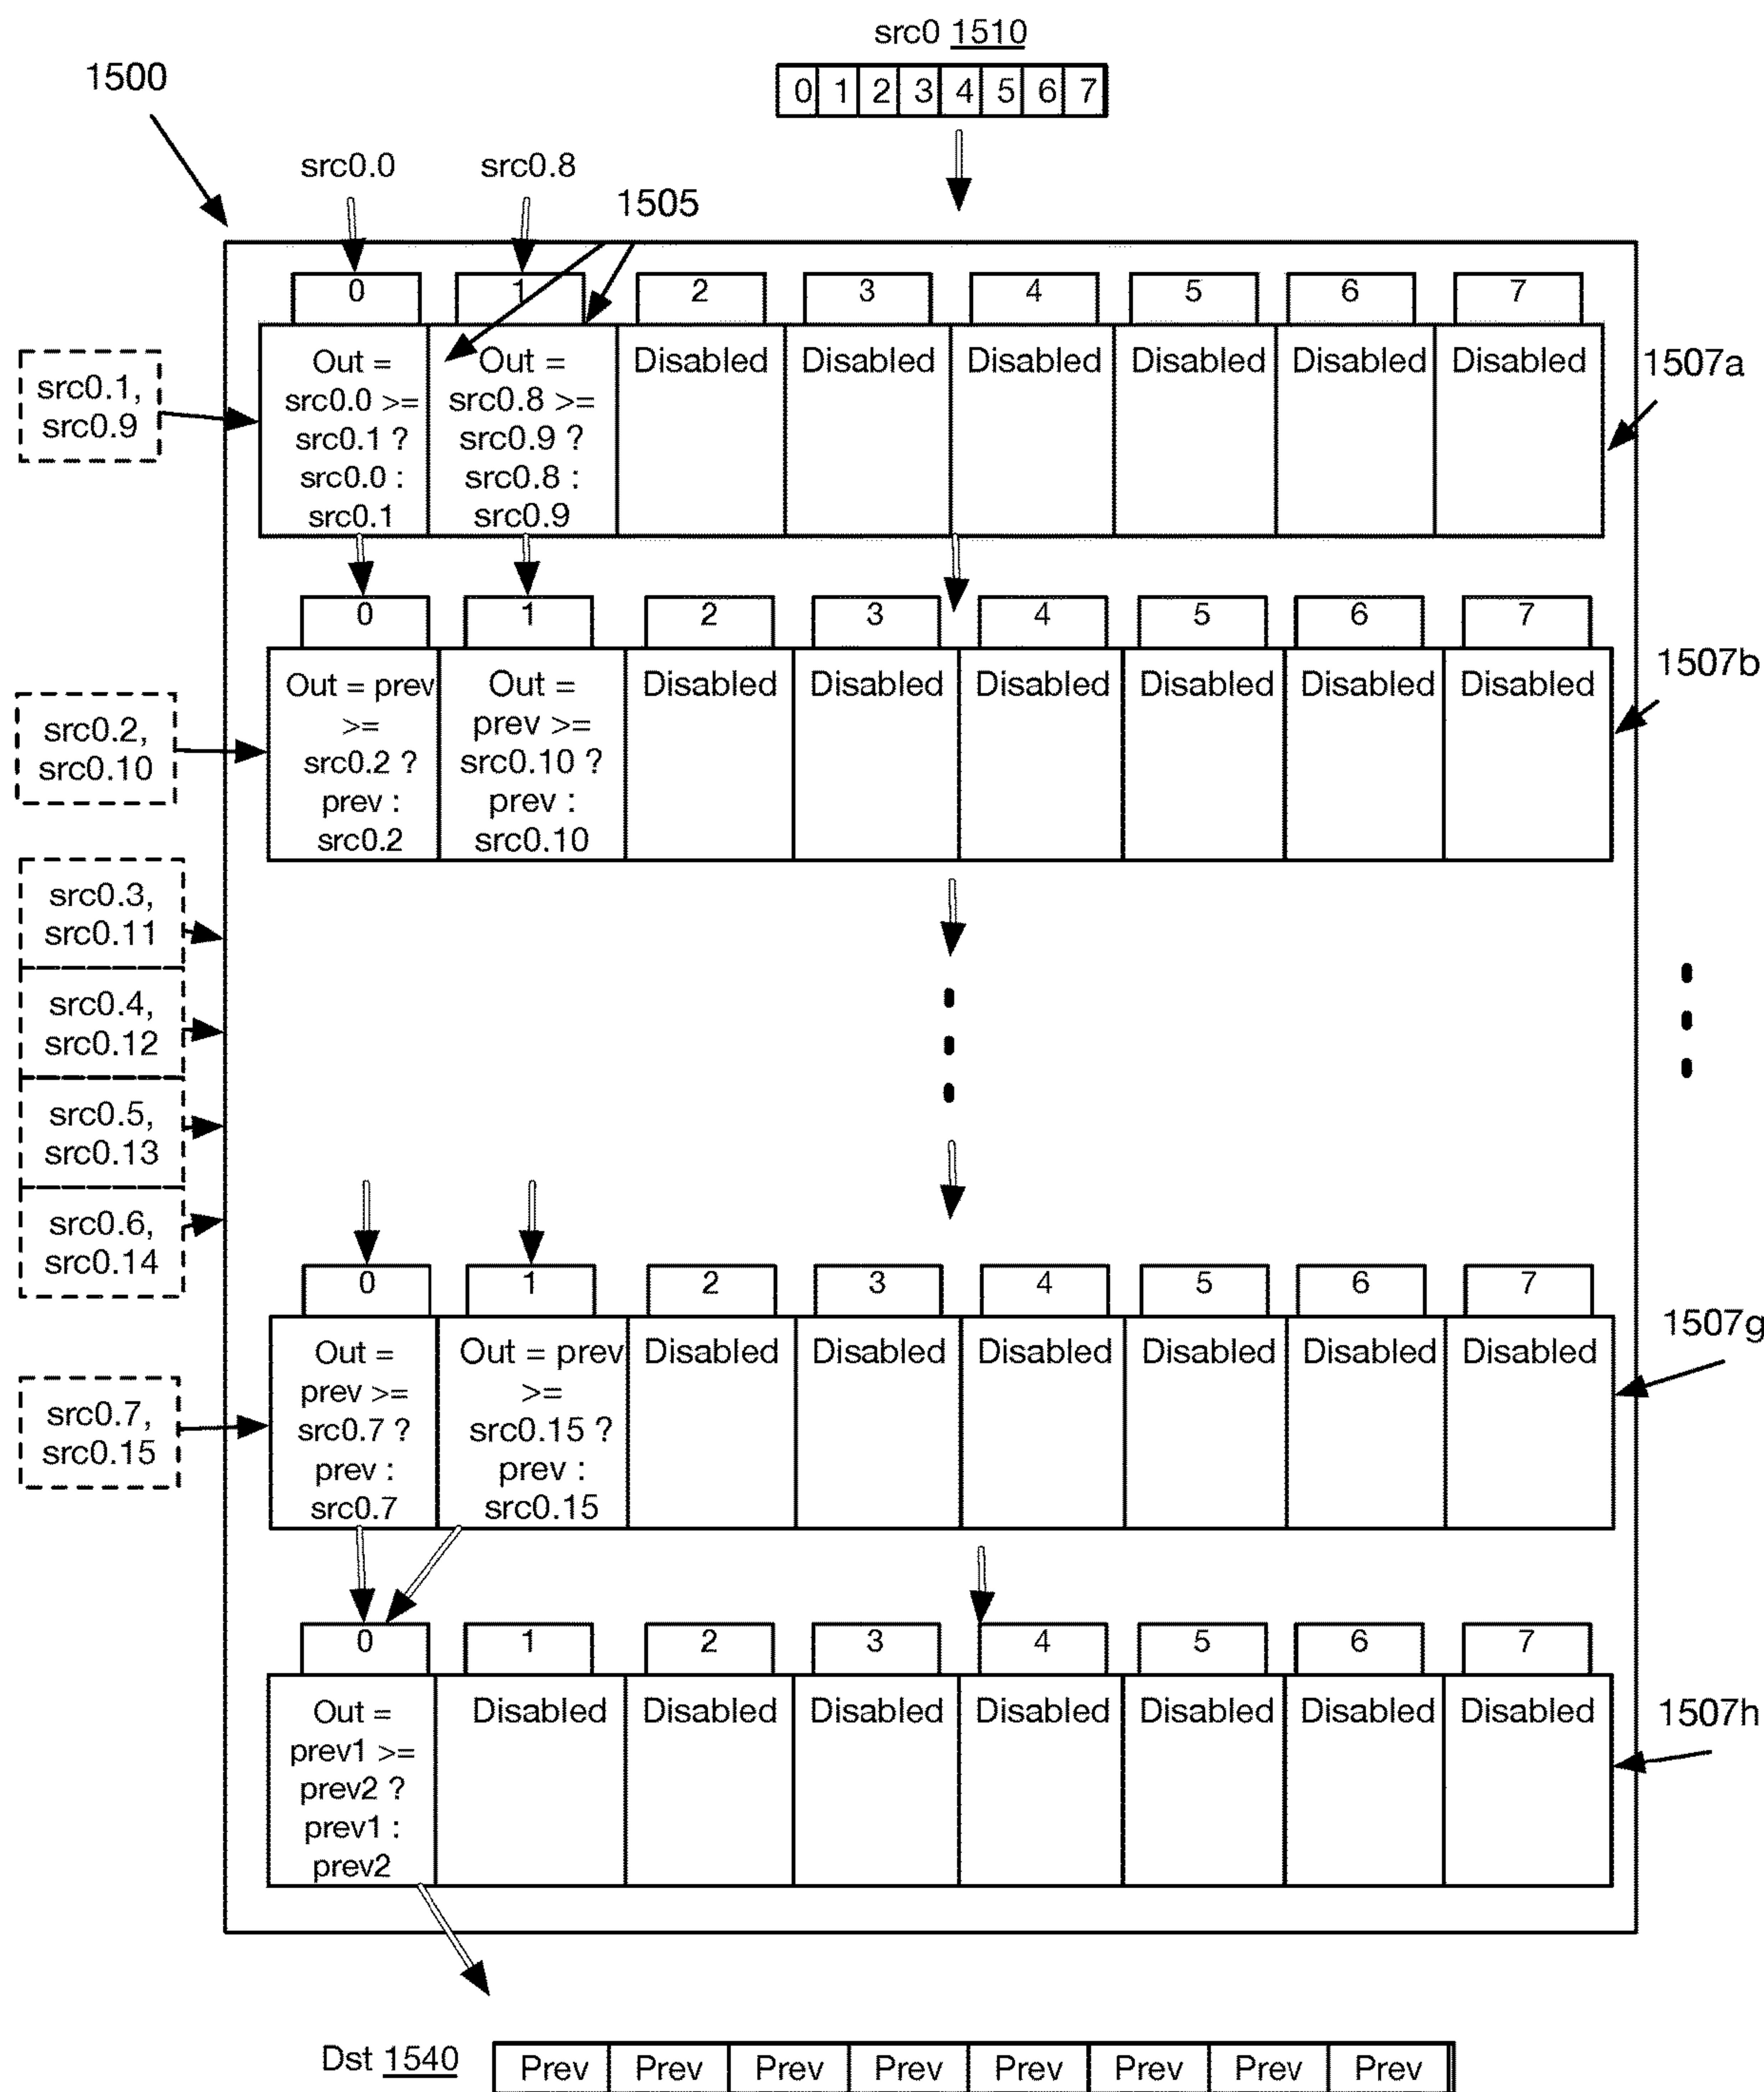 src0 1510
0 1 2 3 4 5 6 7
1500
src0.0 src0.8
1505
0 1 2 3 4 5 6 7
src0.1,
src0.9
Out =
src0.0 >=
src0.1 ?
src0.0 :
src0.1
Out =
src0.8 >=
src0.9 ?
src0.8 :
src0.9
Disabled Disabled Disabled Disabled Disabled Disabled
1507a
0 1 2 3 4 5 6 7
src0.2,
src0.10
Out = prev
>=
src0.2 ?
prev :
src0.2
Out =
prev >=
src0.10 ?
prev :
src0.10
Disabled Disabled Disabled Disabled Disabled Disabled
1507b
src0.3,
src0.11
src0.4,
src0.12
src0.5,
src0.13
src0.6,
src0.14
0 1 2 3 4 5 6 7
src0.7,
src0.15
Out =
prev >=
src0.7 ?
prev :
src0.7
Out = prev
>=
src0.15 ?
prev :
src0.15
Disabled Disabled Disabled Disabled Disabled Disabled
1507g
0 1 2 3 4 5 6 7
Out =
prev1 >=
prev2 ?
prev1 :
prev2
Disabled Disabled Disabled Disabled Disabled Disabled Disabled
1507h
Dst 1540
Prev Prev Prev Prev Prev Prev Prev Prev